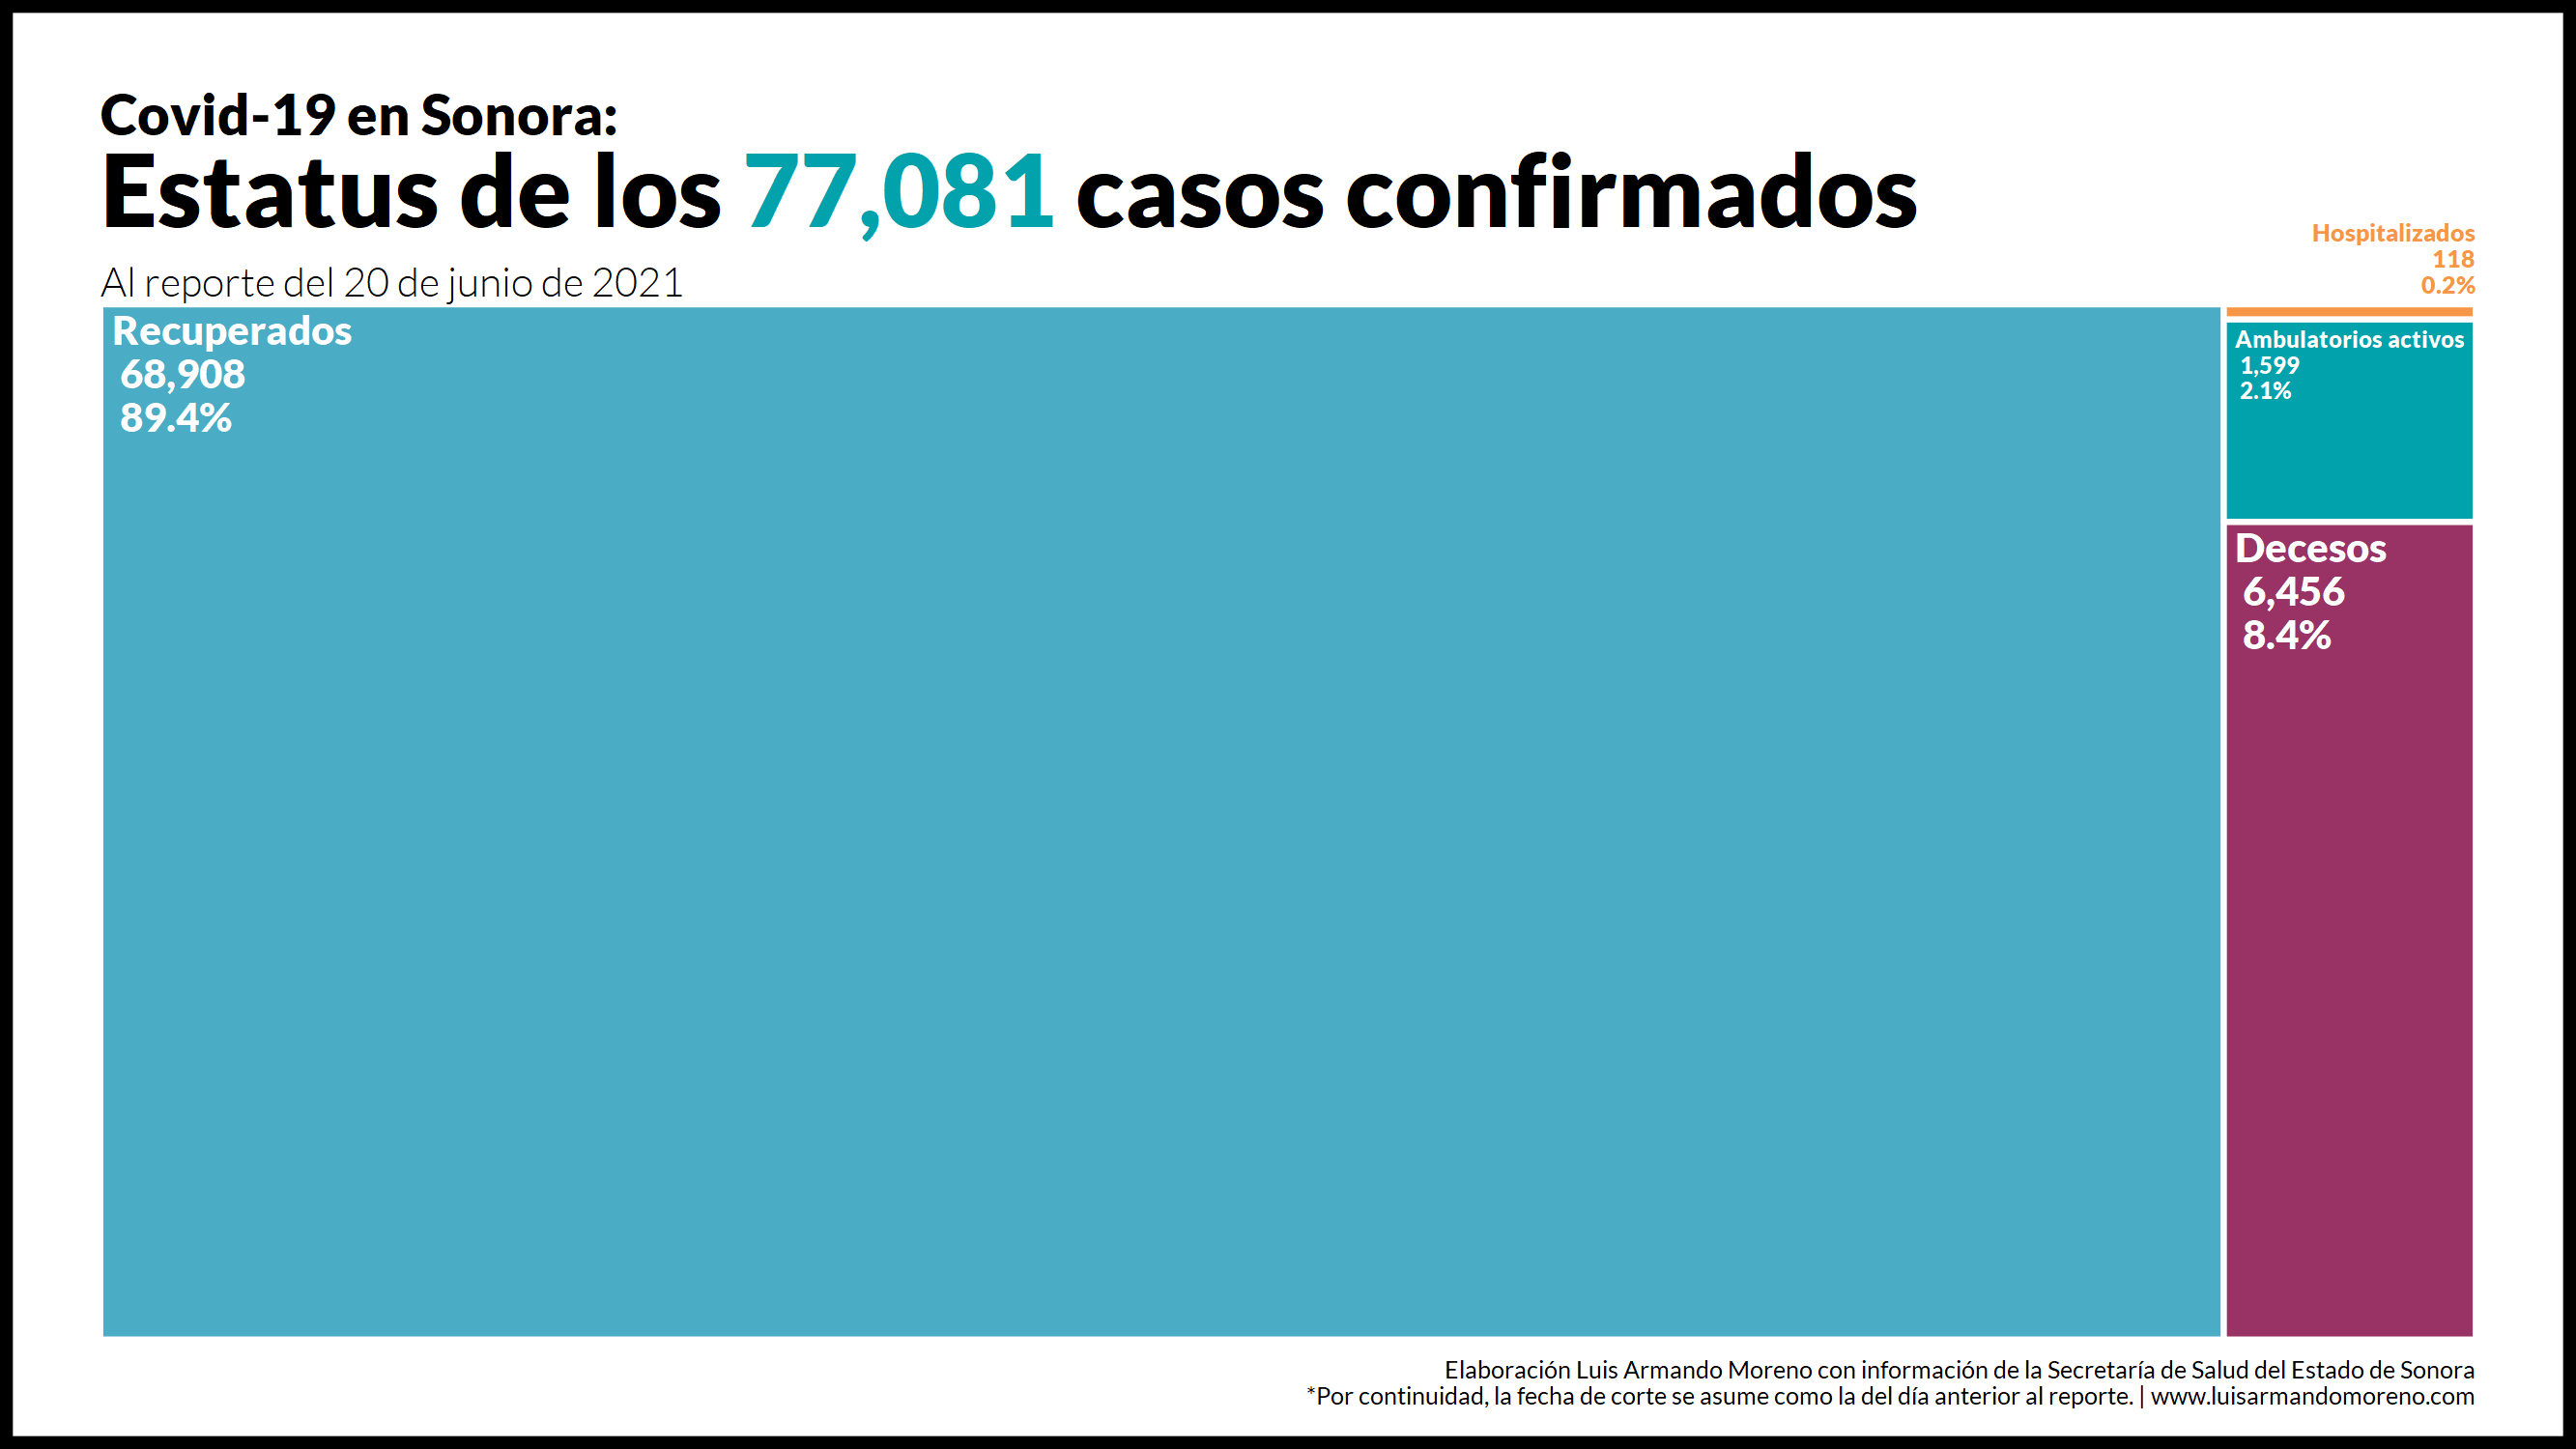 Covid-19 en Sonora:
Estatus de los 77,081 casos confirmados
Al reporte del 20 de junio de 2021
Hospitalizados
118
0.2%
Recuperados
68,908
89.4%
Ambulatorios activos
1,599
2.1%
Decesos
6,456
8.4%
Elaboración Luis Armando Moreno con información de la Secretaría de Salud del Estado de Sonora
*Por continuidad, la fecha de corte se asume como la del día anterior al reporte. | www.luisarmandomoreno.com